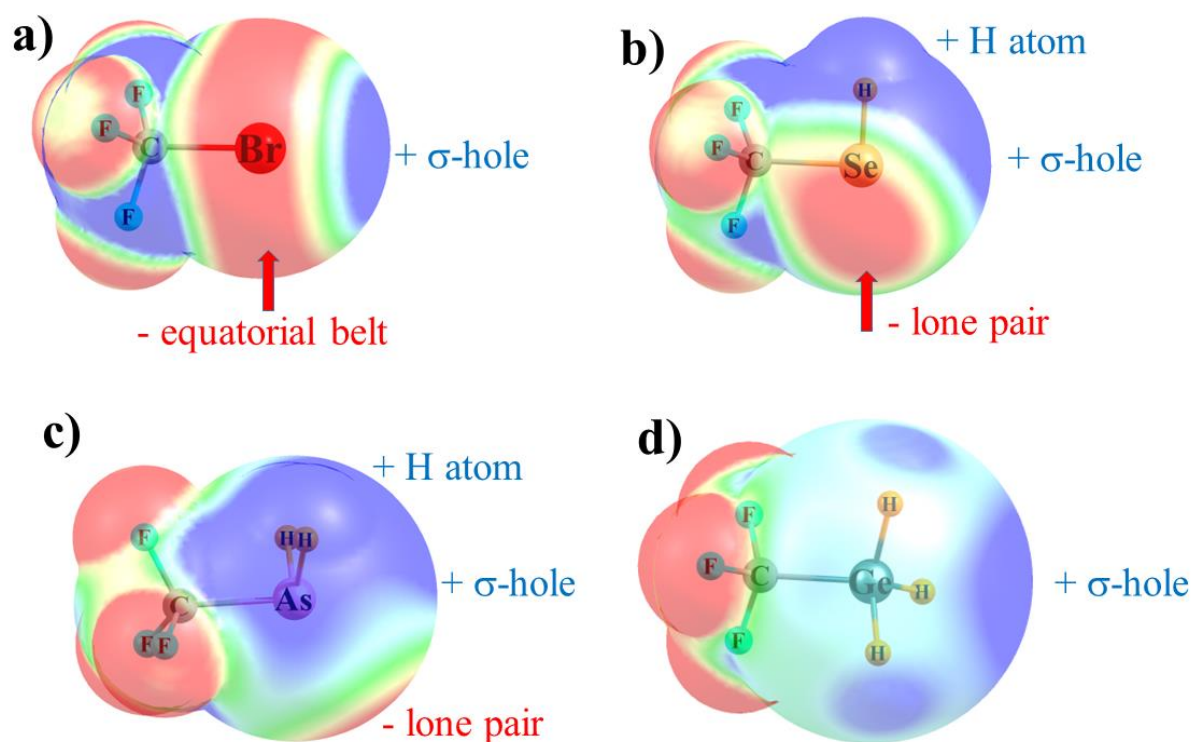 a)
F
F
C
Br
F
+ σ-hole
- equatorial belt
b)
+ H atom
H
F
F
C
Se
F
+ σ-hole
- lone pair
c)
+ H atom
F
H H
As
C
F F
+ σ-hole
- lone pair
d)
H
F
F
C
Ge
H
F
H
+ σ-hole